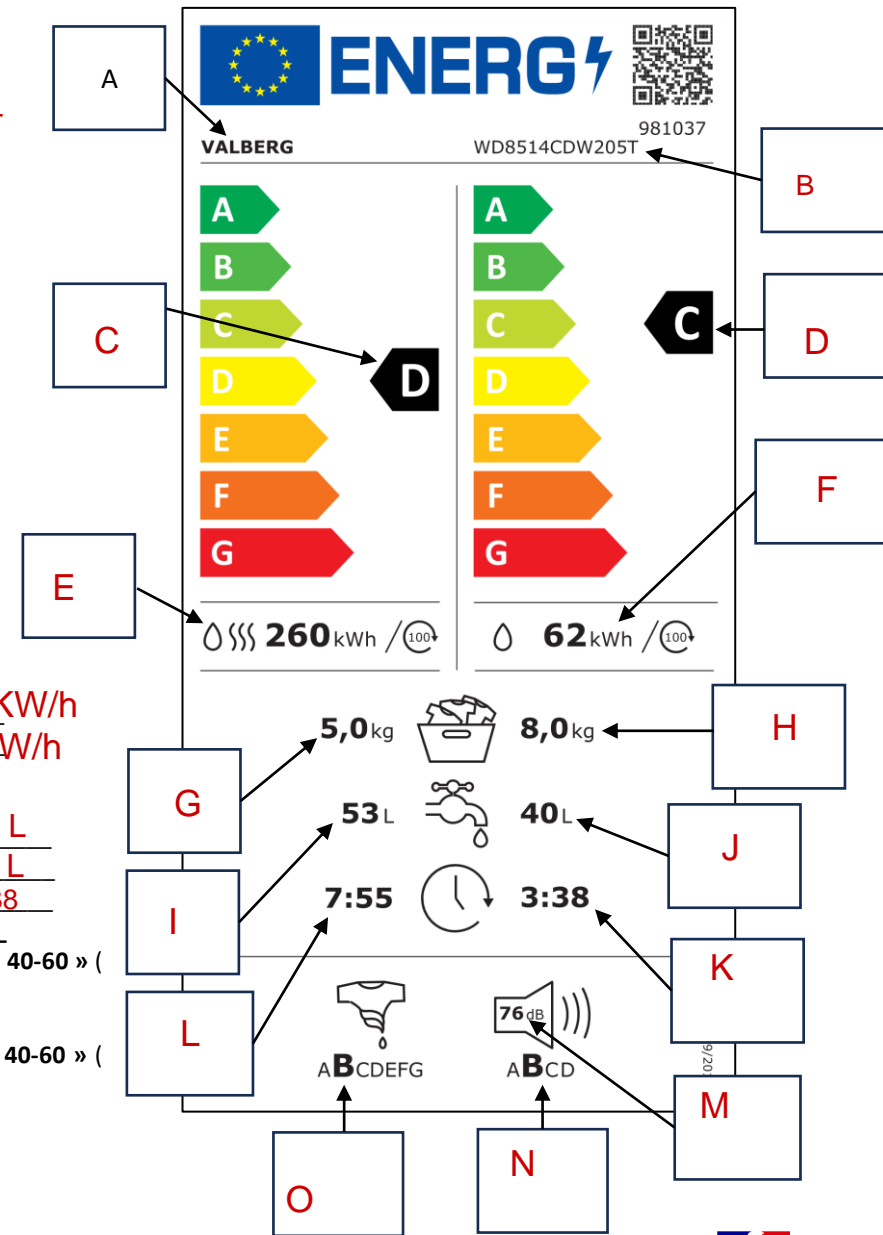 ENERG
981037
VALBERG
WD8514CDW205T
A
B
C
D
E
F
G
D
A
B
C
D
E
F
G
C
260 kWh / 100
62 kWh / 100
5,0 kg
8,0 kg
53 L
40 L
7:55
3:38
76 dB
ABCDEFG
ABCD
A
B
C
D
E
F
G
H
I
J
K
L
M
N
O
KW/h
W/h
L
L
40-60 » (
40-60 » (